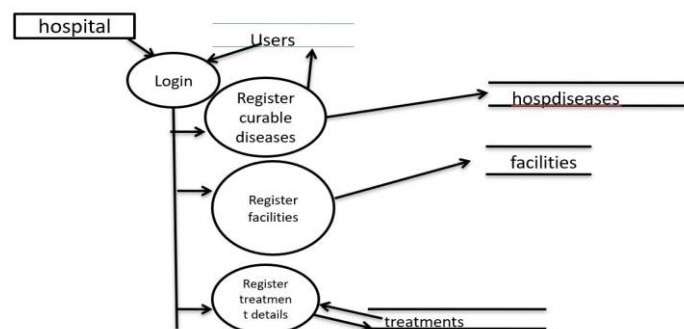 hospital
Users
Login
Register
curable
diseases
hospdiseases
facilities
Register
facilities
Register
treatmen
t details
treatments